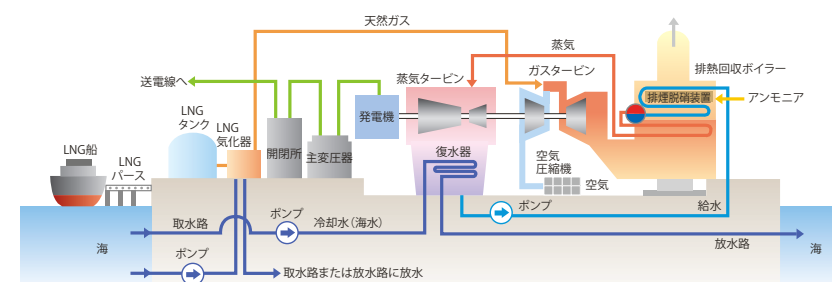 天然ガス
蒸気
排熱回収ボイラー
送電線へ
蒸気タービン
ガスタービン
排煙脱硝装置
アンモニア
LNG
タンク
LNG
気化器
発電機
開閉所
主変圧器
復水器
空気
圧縮機
空気
LNG船
LNG
バース
取水路
ポンプ
冷却水(海水)
ポンプ
給水
放水路
海
海
ポンプ
取水路または放水路に放水